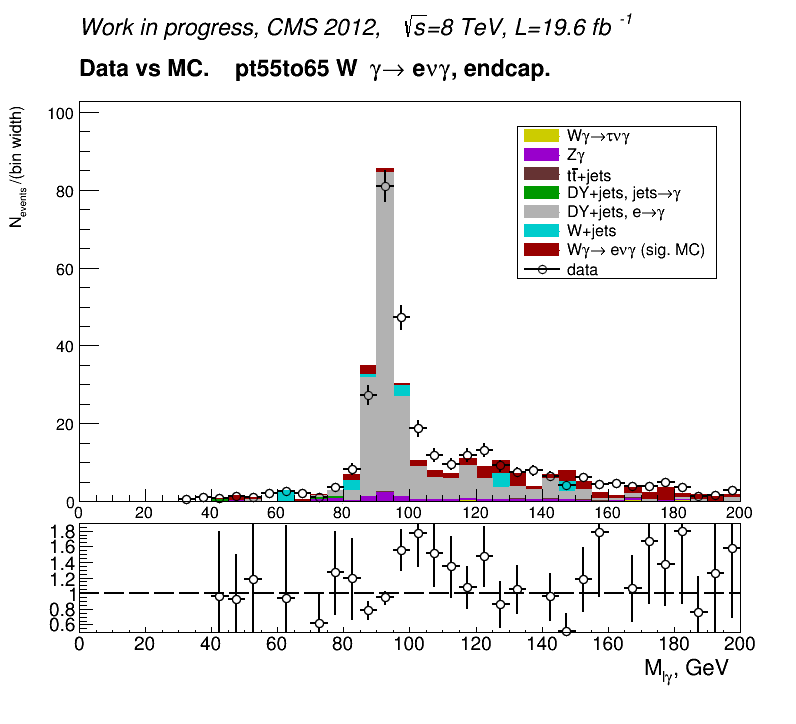 Work in progress, CMS 2012, √s=8 TeV, L=19.6 fb -1
Data vs MC. pt55to65 W γ→ eνγ, endcap.
N_events /(bin width)
100
80
60
40
20
0
Wγ→τνγ
Zγ
tt̅+jets
DY+jets, jets→γ
DY+jets, e→γ
W+jets
Wγ→ eνγ (sig. MC)
data
0 20 40 60 80 100 120 140 160 180 200
1.8
1.6
1.4
1.2
1
0.8
0.6
0 20 40 60 80 100 120 140 160 180 200
M_lγ, GeV